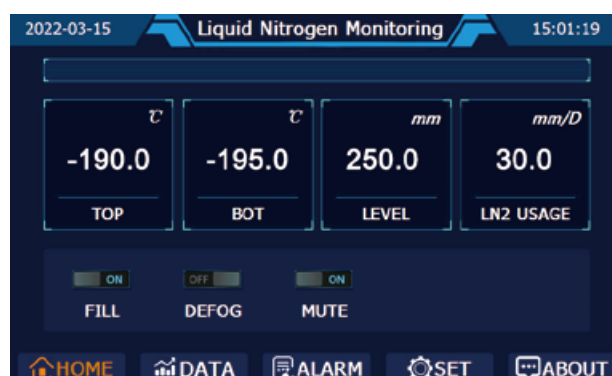 2022-03-15 Liquid Nitrogen Monitoring 15:01:19
℃ ℃ mm mm/D
-190.0 -195.0 250.0 30.0
TOP BOT LEVEL LN2 USAGE
ON OFF ON
FILL DEFOG MUTE
HOME DATA ALARM SET ABOUT